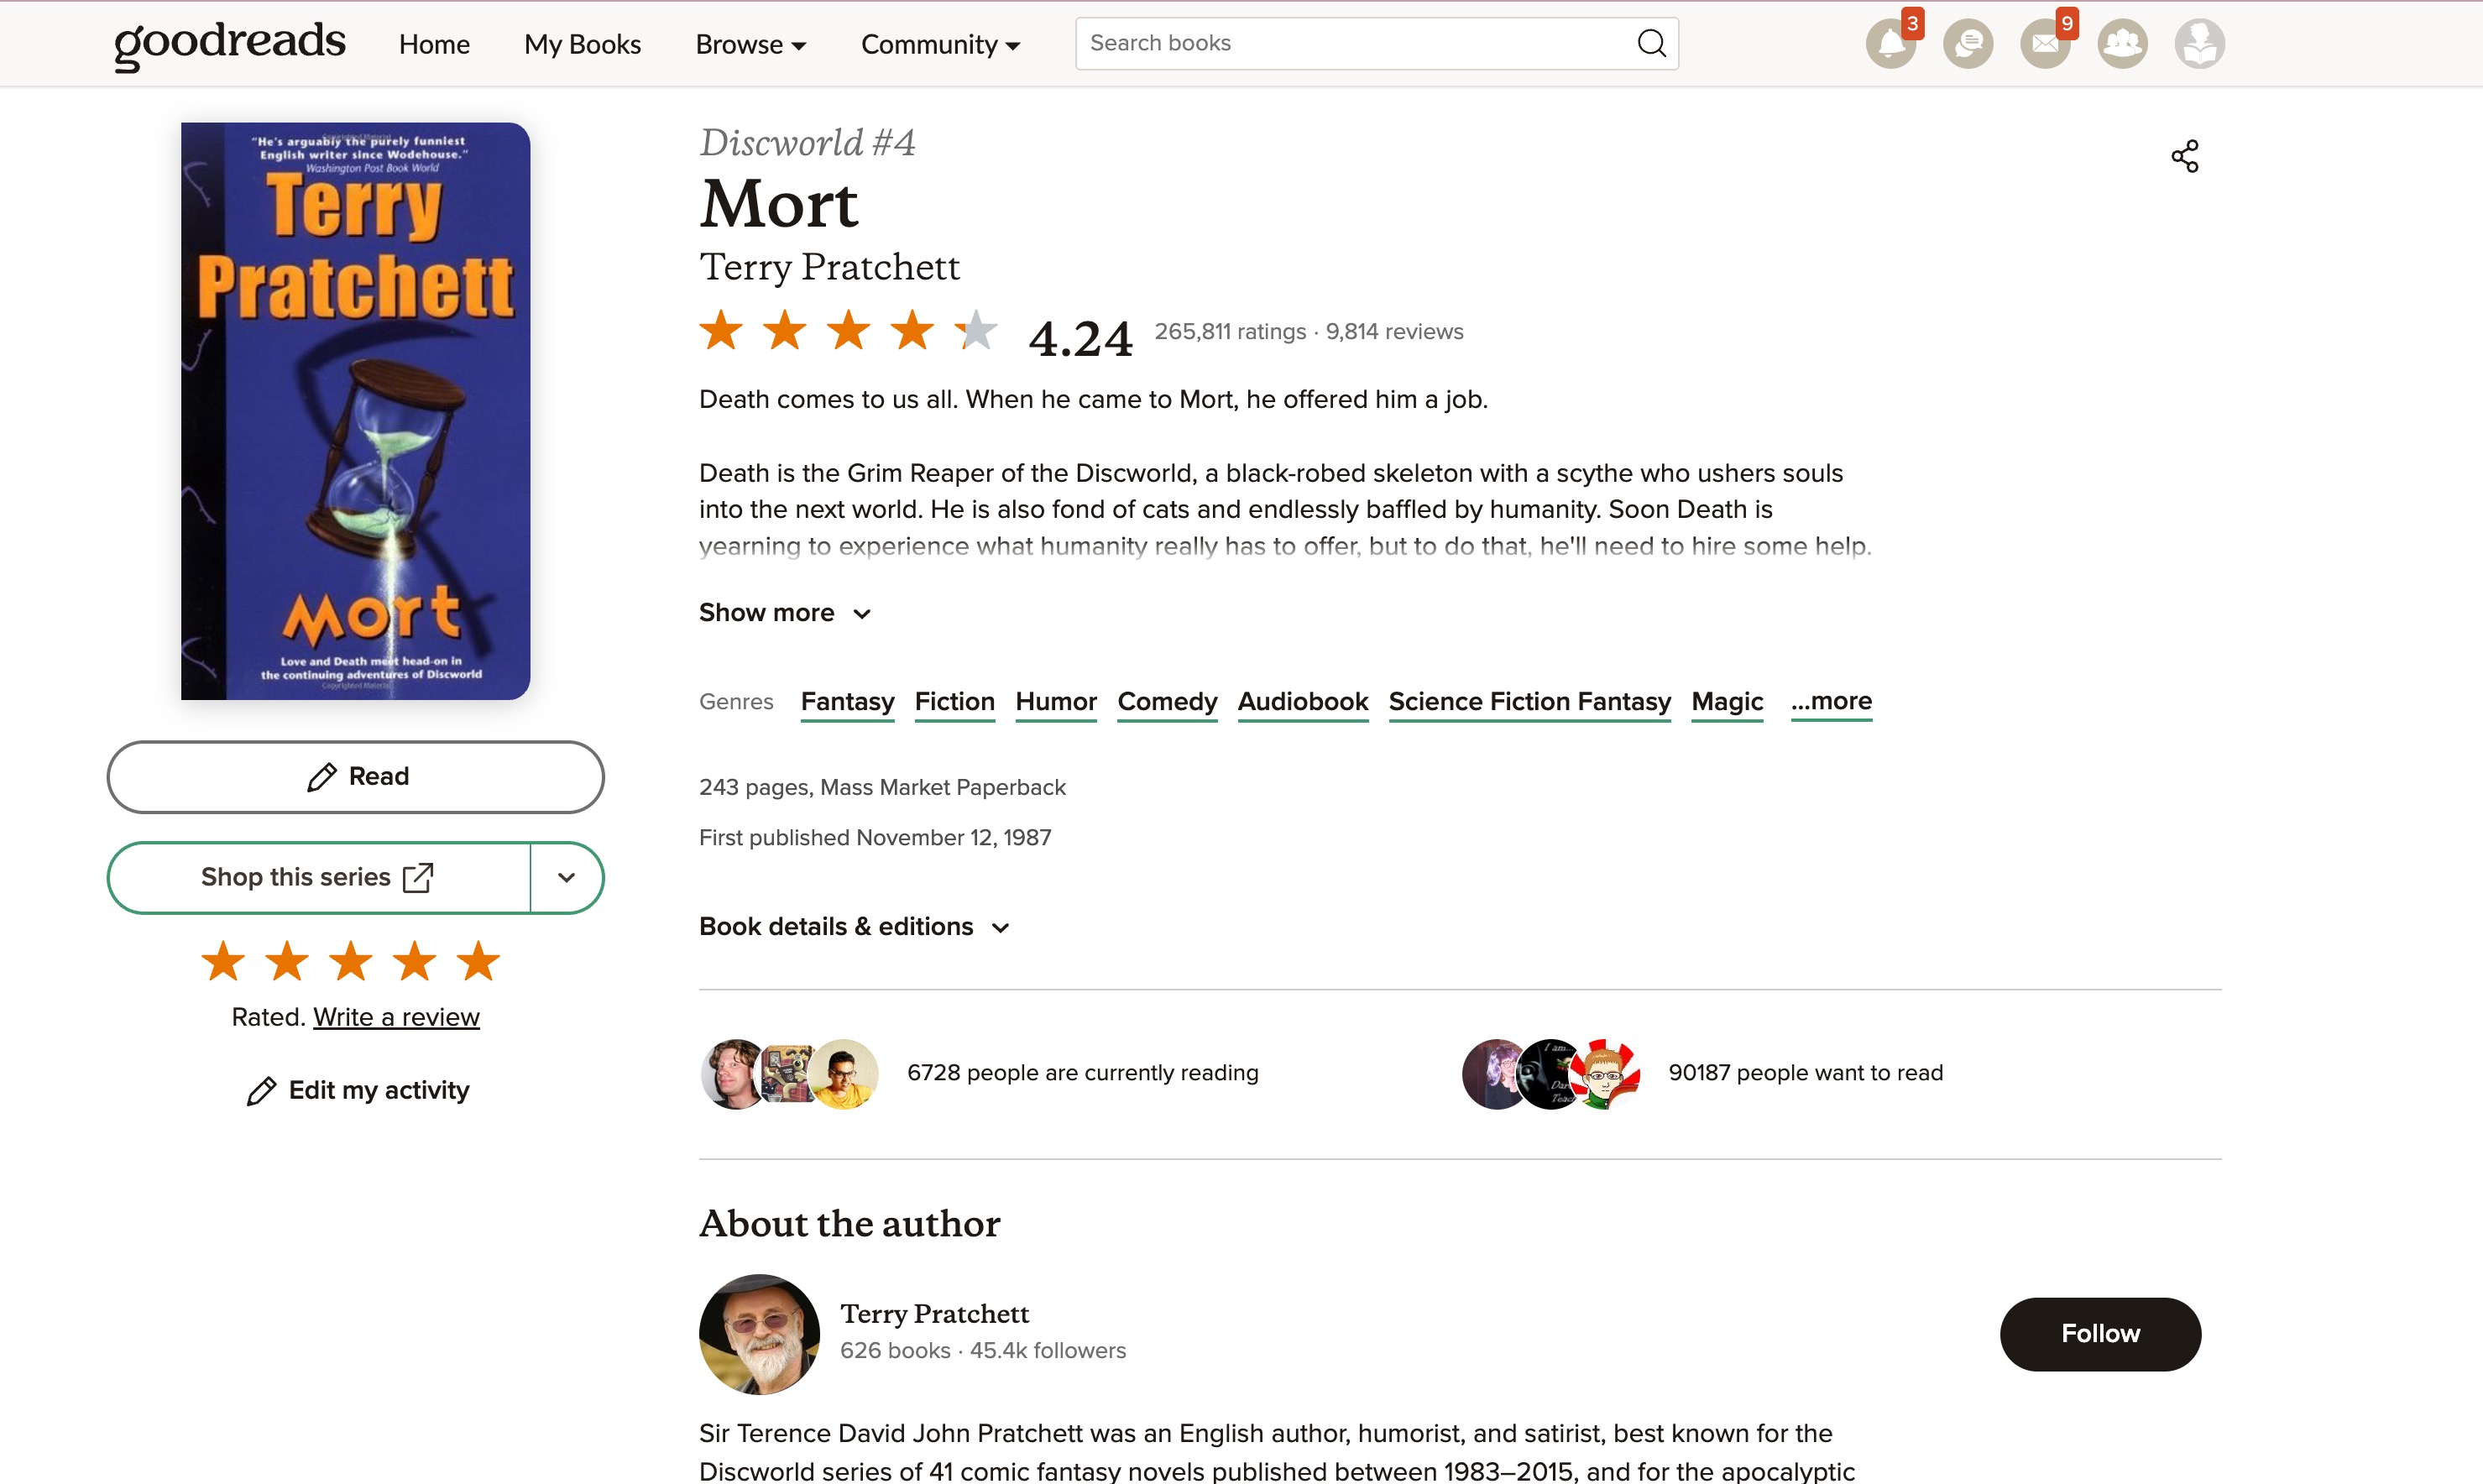 goodreads
Home
My Books
Browse
Community
Search books
3
9
"He's arguably the purely funniest
English writer since Wodehouse."
Washington Post Book World
Terry
Pratchett
Mort
Love and Death meet head-on in
the continuing adventures of Discworld
Copyrighted Material
Read
Shop this series
Rated. Write a review
Edit my activity
Discworld #4
Mort
Terry Pratchett
4.24 265,811 ratings · 9,814 reviews
Death comes to us all. When he came to Mort, he offered him a job.
Death is the Grim Reaper of the Discworld, a black-robed skeleton with a scythe who ushers souls
into the next world. He is also fond of cats and endlessly baffled by humanity. Soon Death is
yearning to experience what humanity really has to offer, but to do that, he'll need to hire some help.
Show more
Genres Fantasy Fiction Humor Comedy Audiobook Science Fiction Fantasy Magic ...more
243 pages, Mass Market Paperback
First published November 12, 1987
Book details & editions
6728 people are currently reading
I am
90187 people want to read
About the author
Terry Pratchett
626 books · 45.4k followers
Follow
Sir Terence David John Pratchett was an English author, humorist, and satirist, best known for the
Discworld series of 41 comic fantasy novels published between 1983–2015, and for the apocalyptic